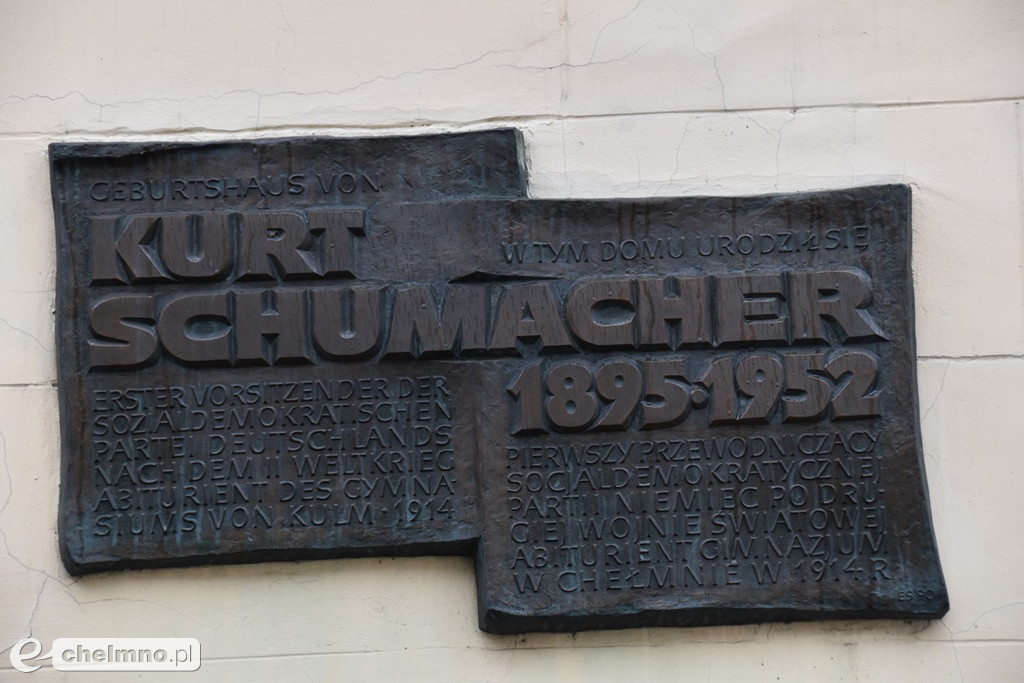 GEBURTSHAUS VON
KURT
W TYM DOMU URODZIŁ SIĘ
SCHUMACHER
1895·1952
ERSTER VORSITZENDER DER
SOZIALDEMOKRATISCHEN
PARTEI DEUTSCHLANDS
NACH DEM II WELTKRIEG
ABITURIENT DES GYMNA-
SIUMS VON KULM · 1914
PIERWSZY PRZEWODNICZĄCY
SOCJALDEMOKRATYCZNEJ
PARTII NIEMIEC PO DRU-
GIEJ WOJNIE ŚWIATOWEJ
ABITURIENT GIMNAZJUM
W CHEŁMNIE W 1914 R.
ES 90
e chelmno.pl